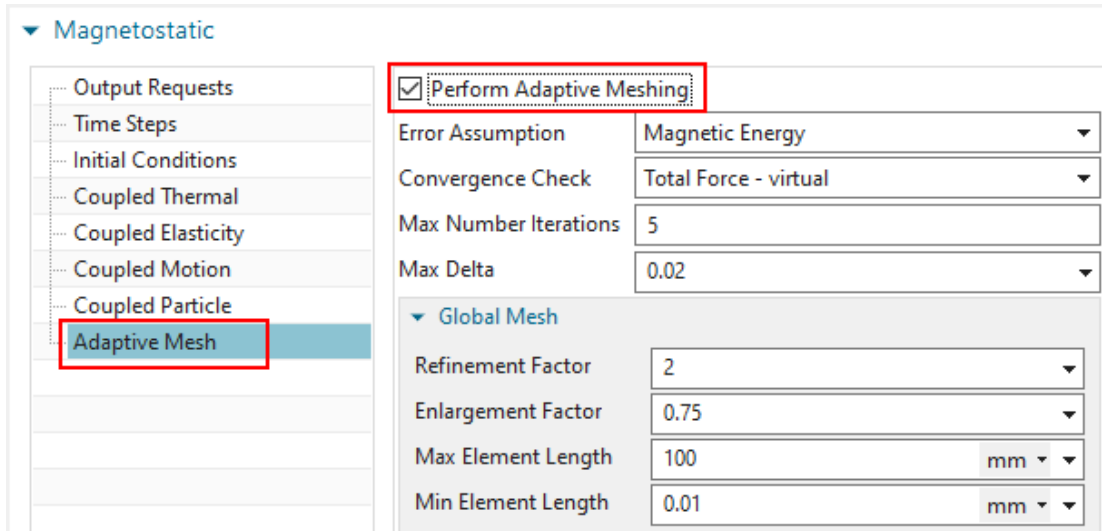 Magnetostatic
Output Requests
Time Steps
Initial Conditions
Coupled Thermal
Coupled Elasticity
Coupled Motion
Coupled Particle
Adaptive Mesh
Perform Adaptive Meshing
Error Assumption Magnetic Energy
Convergence Check Total Force - virtual
Max Number Iterations 5
Max Delta 0.02
Global Mesh
Refinement Factor 2
Enlargement Factor 0.75
Max Element Length 100 mm
Min Element Length 0.01 mm